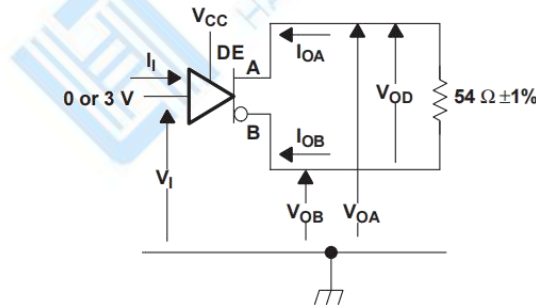 VCC
DE
II
A
IOA
0 or 3 V
VOD
54 Ω ±1%
B
IOB
VI
VOB
VOA